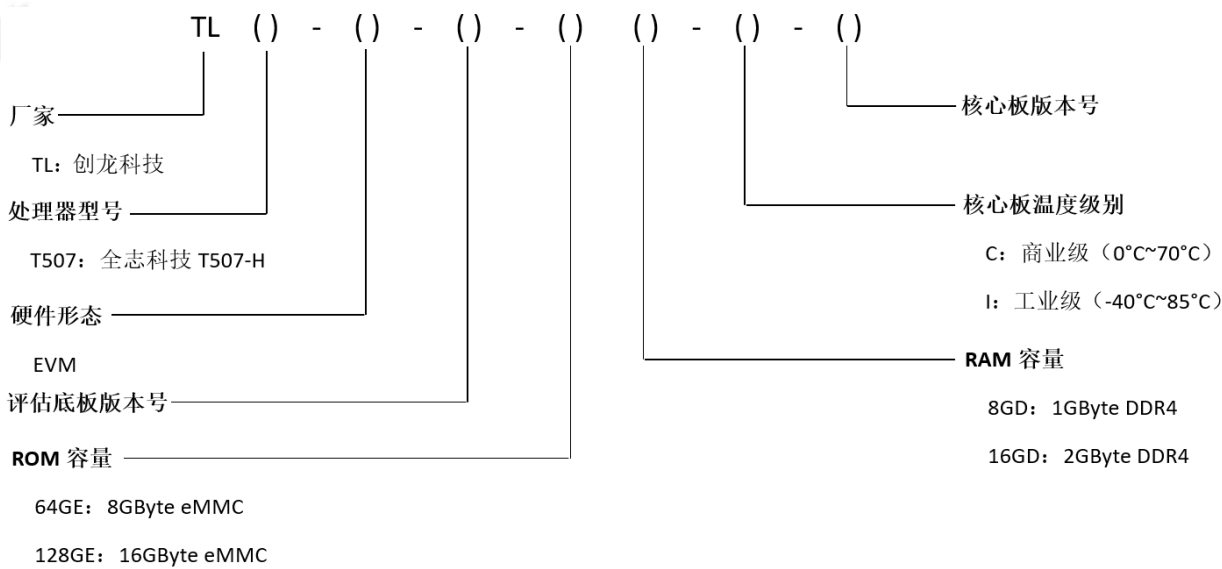 TL ( ) - ( ) - ( ) - ( ) ( ) - ( ) - ( )
厂家
TL：创龙科技
处理器型号
T507：全志科技 T507-H
硬件形态
EVM
评估底板版本号
ROM 容量
64GE：8GByte eMMC
128GE：16GByte eMMC
核心板版本号
核心板温度级别
C：商业级（0°C~70°C）
I：工业级（-40°C~85°C）
RAM 容量
8GD：1GByte DDR4
16GD：2GByte DDR4